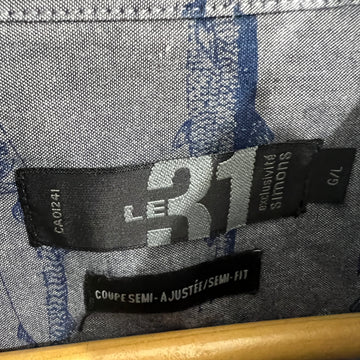 CA01241
LE 31
exclusivité
simons
G/L
COUPE SEMI-AJUSTÉE/SEMI-FIT